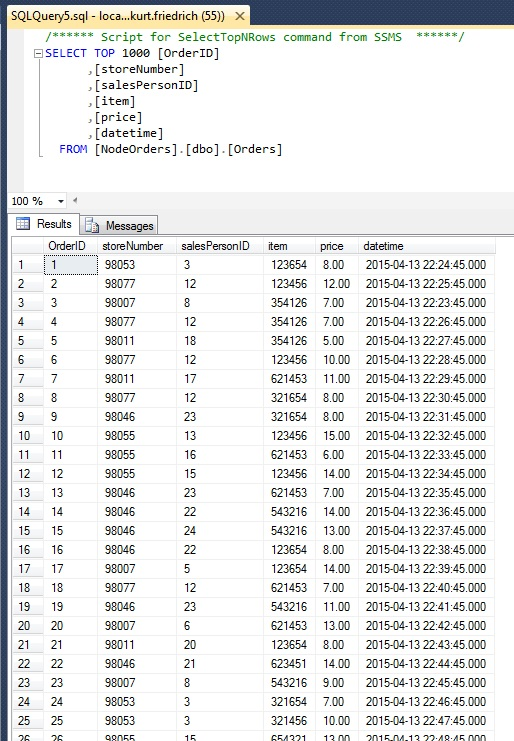 SQLQuery5.sql - loca...kurt.friedrich (55)) ×
/****** Script for SelectTopNRows command from SSMS  ******/
SELECT TOP 1000 [OrderID]
,[storeNumber]
,[salesPersonID]
,[item]
,[price]
,[datetime]
FROM [NodeOrders].[dbo].[Orders]
100 %
Results Messages
OrderID storeNumber salesPersonID item price datetime
1 1 98053 3 123654 8.00 2015-04-13 22:24:45.000
2 2 98077 12 123456 12.00 2015-04-13 22:25:45.000
3 3 98007 8 354126 7.00 2015-04-13 22:23:45.000
4 4 98077 12 354126 7.00 2015-04-13 22:26:45.000
5 5 98011 18 354126 5.00 2015-04-13 22:27:45.000
6 6 98077 12 123456 10.00 2015-04-13 22:28:45.000
7 7 98011 17 621453 11.00 2015-04-13 22:29:45.000
8 8 98077 12 321654 8.00 2015-04-13 22:30:45.000
9 9 98046 23 321654 8.00 2015-04-13 22:31:45.000
10 10 98055 13 123456 15.00 2015-04-13 22:32:45.000
11 11 98055 16 621453 6.00 2015-04-13 22:33:45.000
12 12 98055 15 123456 14.00 2015-04-13 22:34:45.000
13 13 98046 23 621453 7.00 2015-04-13 22:35:45.000
14 14 98046 22 543216 14.00 2015-04-13 22:36:45.000
15 15 98046 24 543216 13.00 2015-04-13 22:37:45.000
16 16 98046 22 123654 8.00 2015-04-13 22:38:45.000
17 17 98007 5 123654 14.00 2015-04-13 22:39:45.000
18 18 98077 12 621453 7.00 2015-04-13 22:40:45.000
19 19 98046 23 543216 11.00 2015-04-13 22:41:45.000
20 20 98007 6 621453 13.00 2015-04-13 22:42:45.000
21 21 98011 20 123654 8.00 2015-04-13 22:43:45.000
22 22 98046 21 623451 14.00 2015-04-13 22:44:45.000
23 23 98007 8 543216 9.00 2015-04-13 22:45:45.000
24 24 98053 3 321654 7.00 2015-04-13 22:46:45.000
25 25 98053 3 321456 10.00 2015-04-13 22:47:45.000
26 26 98055 15 654321 13.00 2015-04-13 22:48:45.000